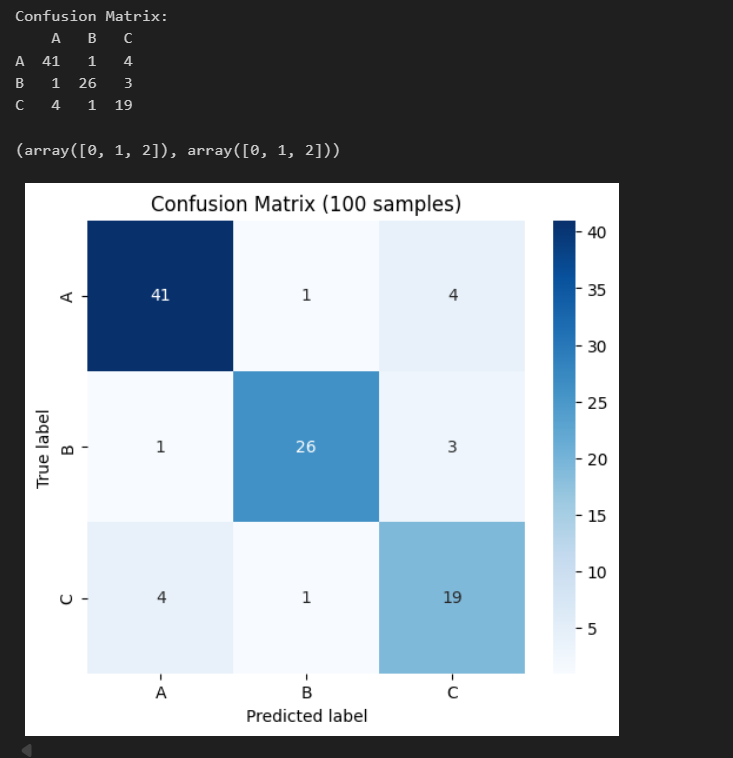 Confusion Matrix:
A B C
A 41 1 4
B 1 26 3
C 4 1 19
(array([0, 1, 2]), array([0, 1, 2]))
Confusion Matrix (100 samples)
True label
A 41 1 4
B 1 26 3
C 4 1 19
A B C
Predicted label
40
35
30
25
20
15
10
5